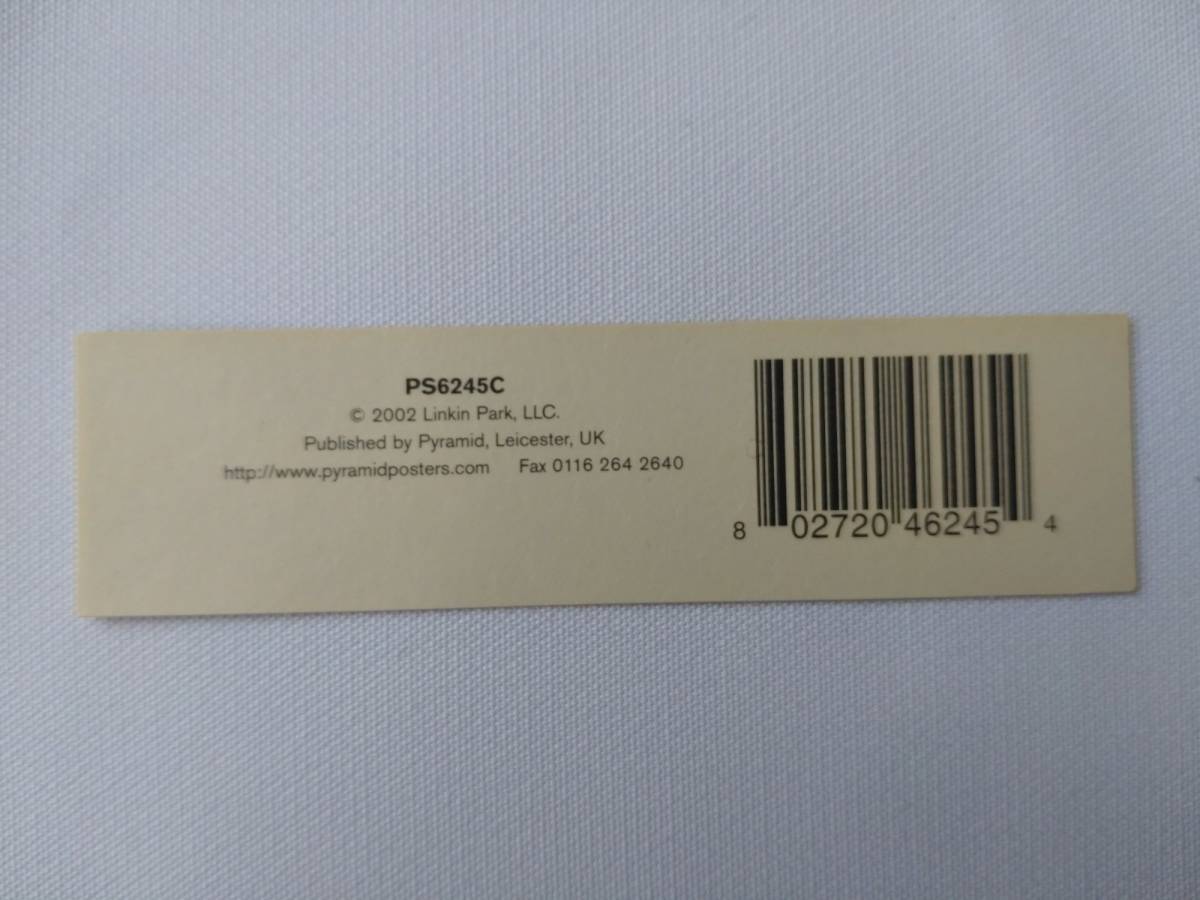 PS6245C
© 2002 Linkin Park, LLC.
Published by Pyramid, Leicester, UK
http://www.pyramidposters.com Fax 0116 264 2640
8 02720 46245 4